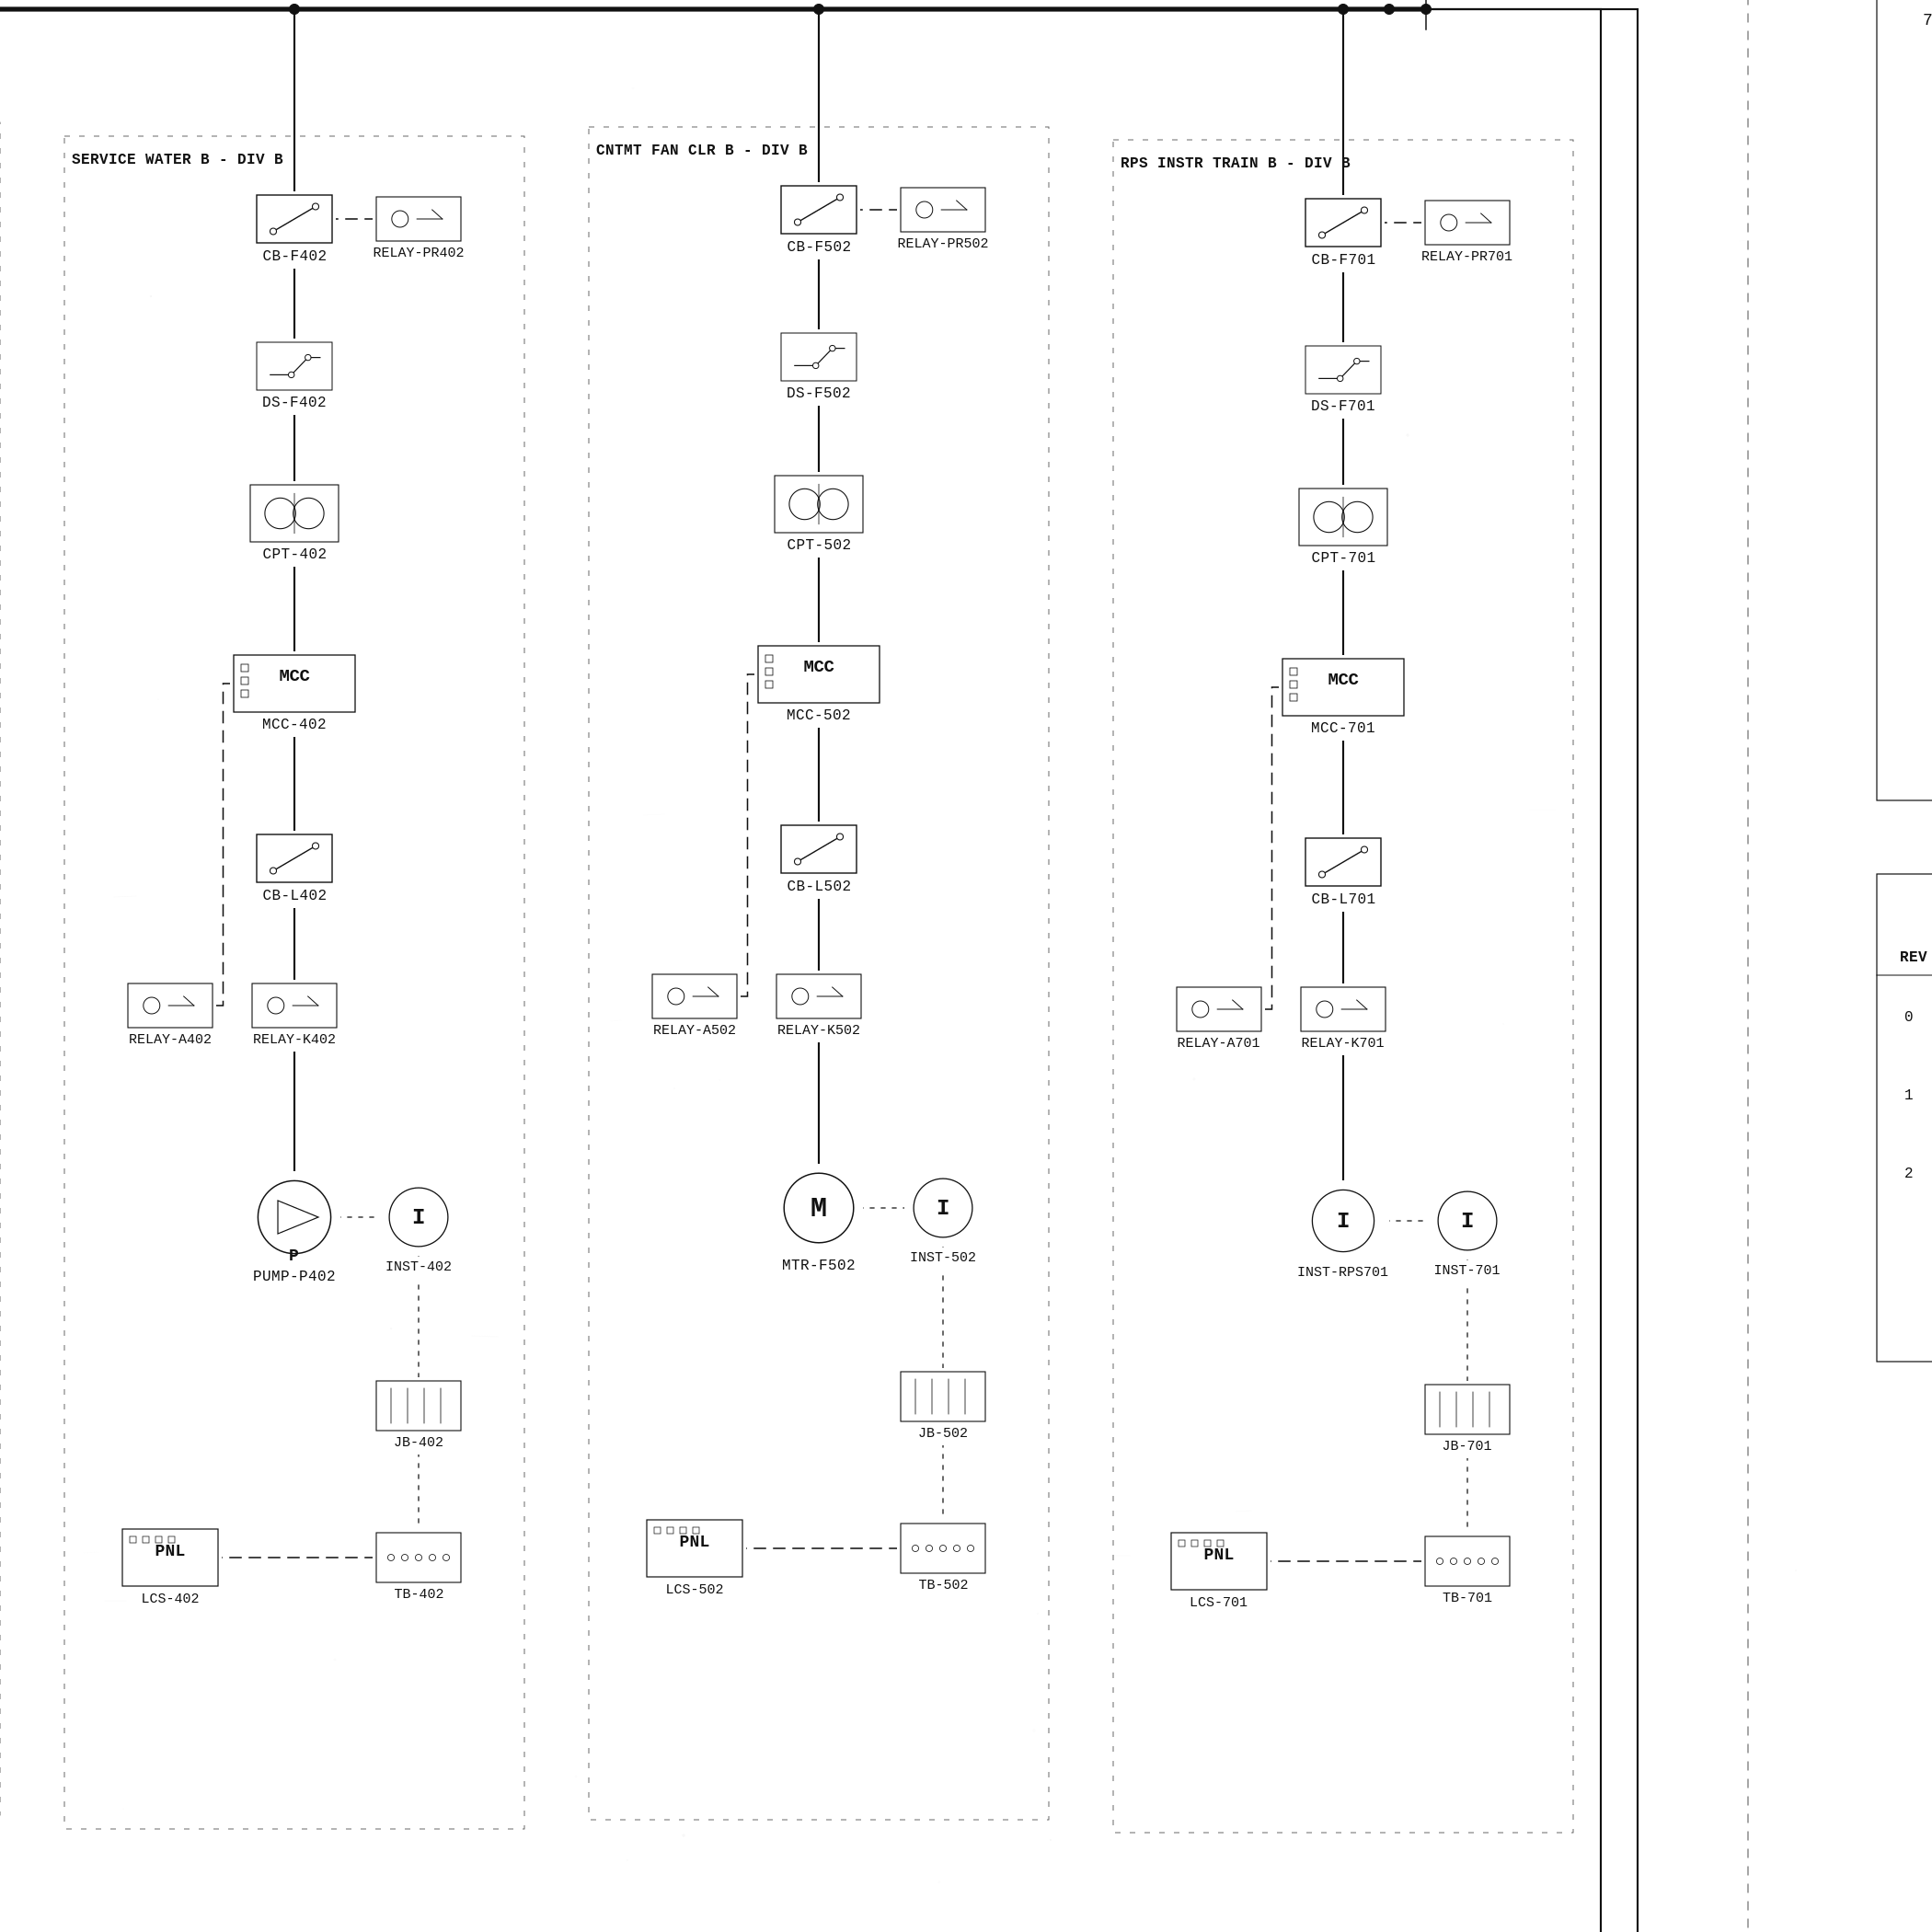 7
SERVICE WATER B - DIV B
CB-F402
RELAY-PR402
DS-F402
CPT-402
MCC
MCC-402
CB-L402
RELAY-A402
RELAY-K402
P
PUMP-P402
I
INST-402
JB-402
PNL
LCS-402
TB-402
CNTMT FAN CLR B - DIV B
CB-F502
RELAY-PR502
DS-F502
CPT-502
MCC
MCC-502
CB-L502
RELAY-A502
RELAY-K502
M
MTR-F502
I
INST-502
JB-502
PNL
LCS-502
TB-502
RPS INSTR TRAIN B - DIV B
CB-F701
RELAY-PR701
DS-F701
CPT-701
MCC
MCC-701
CB-L701
RELAY-A701
RELAY-K701
I
INST-RPS701
I
INST-701
JB-701
PNL
LCS-701
TB-701
REV
0
1
2